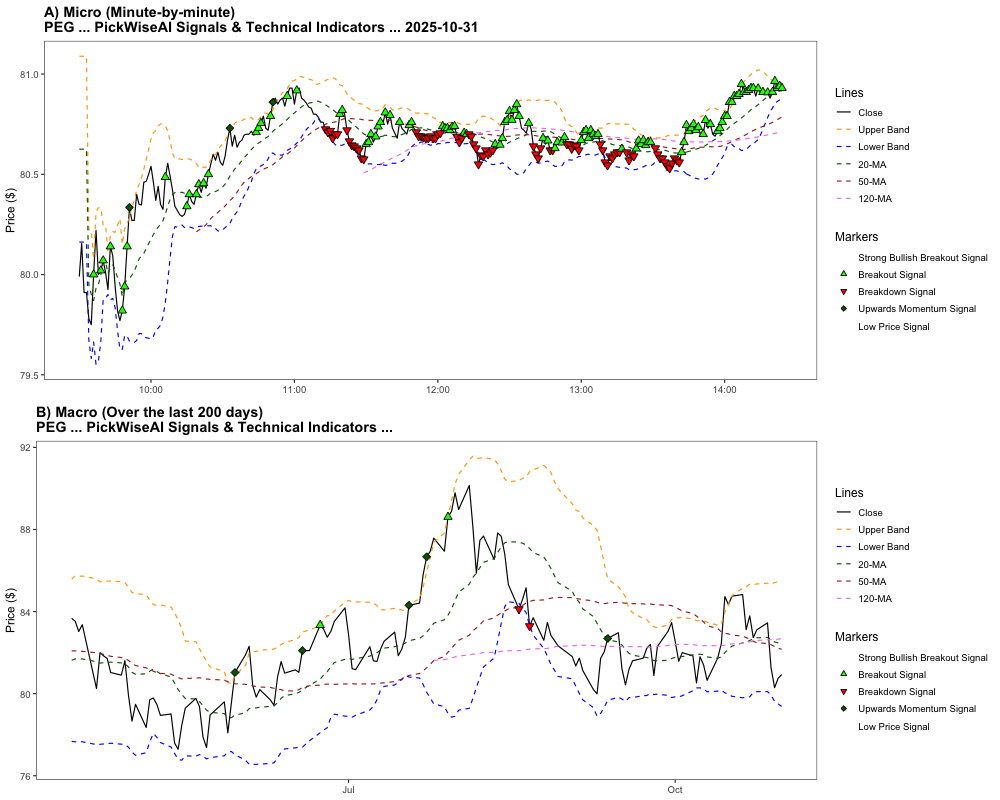 A) Micro (Minute-by-minute)
PEG ... PickWiseAI Signals & Technical Indicators ... 2025-10-31
Price ($)
81.0
80.5
80.0
79.5
10:00
11:00
12:00
13:00
14:00
Lines
Close
Upper Band
Lower Band
20-MA
50-MA
120-MA
Markers
Strong Bullish Breakout Signal
Breakout Signal
Breakdown Signal
Upwards Momentum Signal
Low Price Signal
B) Macro (Over the last 200 days)
PEG ... PickWiseAI Signals & Technical Indicators ...
Price ($)
92
88
84
80
76
Jul
Oct
Lines
Close
Upper Band
Lower Band
20-MA
50-MA
120-MA
Markers
Strong Bullish Breakout Signal
Breakout Signal
Breakdown Signal
Upwards Momentum Signal
Low Price Signal